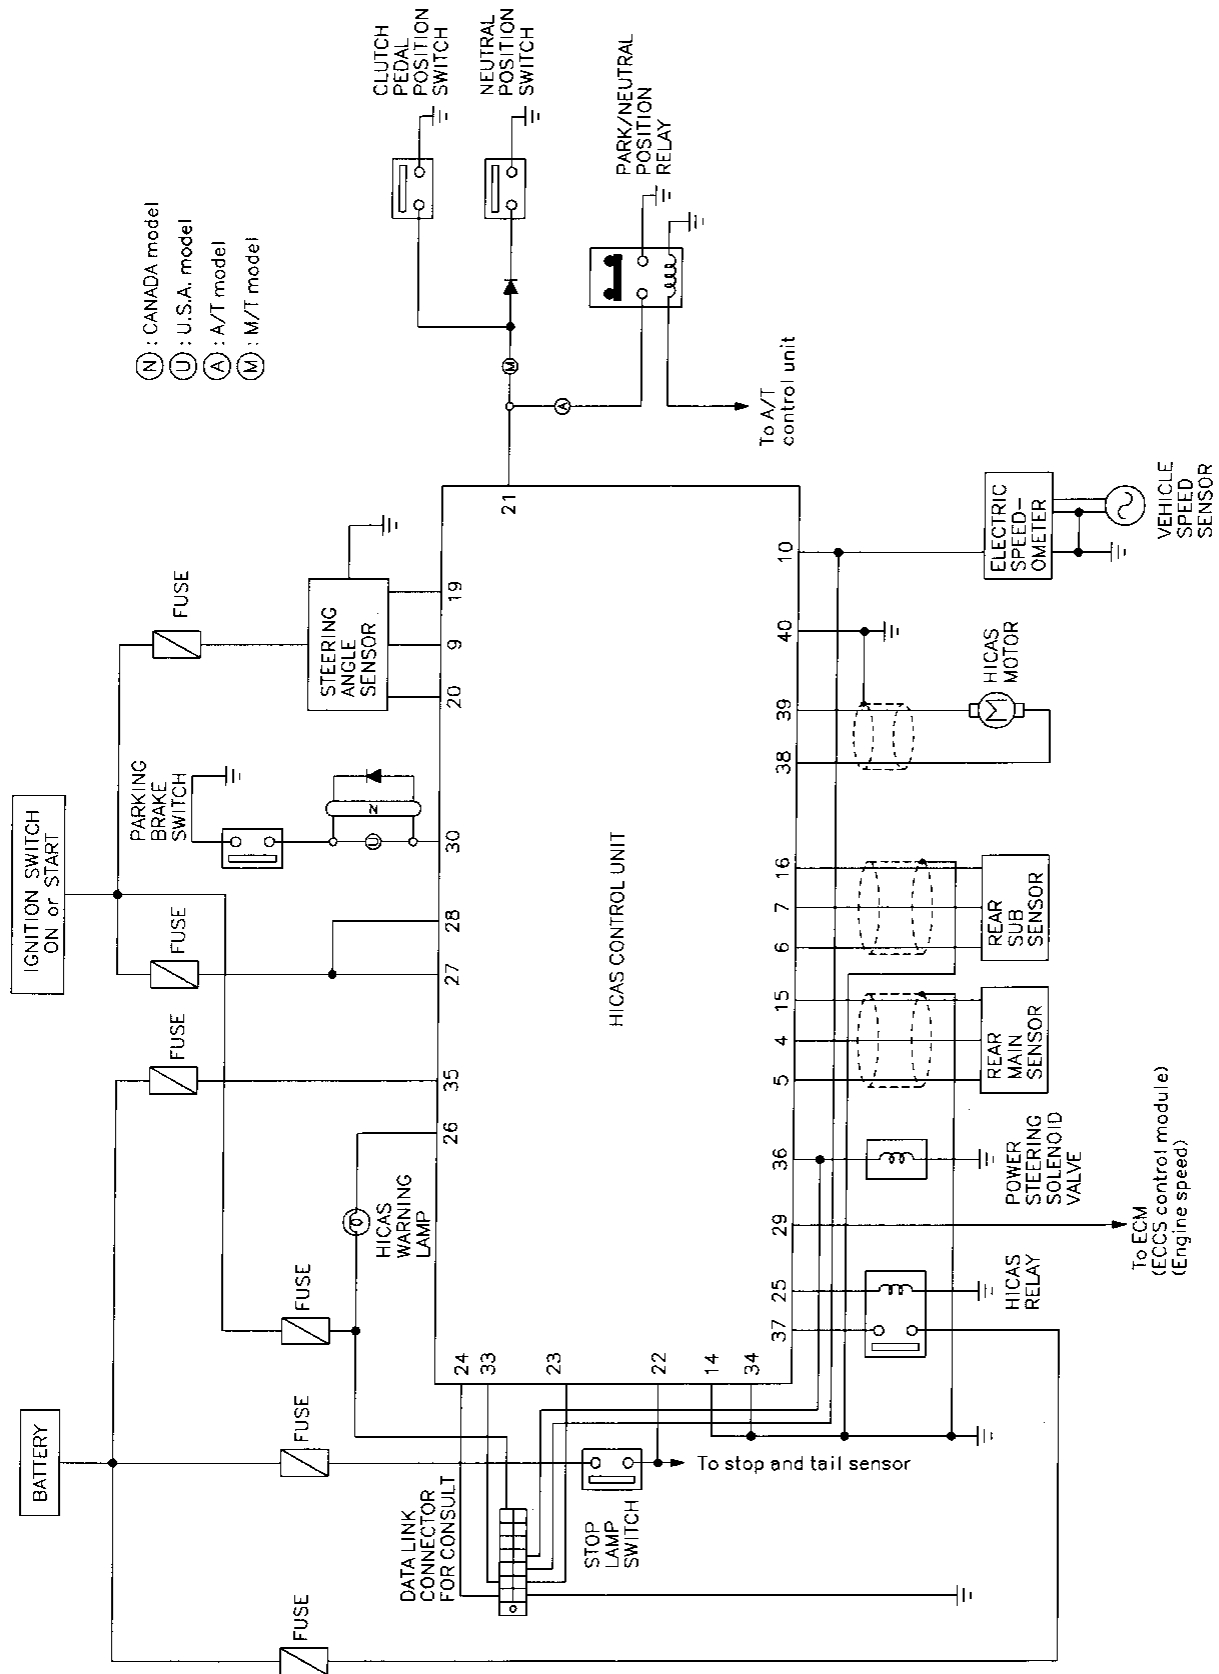 IGNITION SWITCH
ON or START
BATTERY
N : CANADA model
U : U.S.A. model
A : A/T model
M : M/T model
FUSE
FUSE
FUSE
FUSE
FUSE
FUSE
PARKING
BRAKE
SWITCH
N
U
HICAS
WARNING
LAMP
STEERING
ANGLE
SENSOR
CLUTCH
PEDAL
POSITION
SWITCH
NEUTRAL
POSITION
SWITCH
M
A
PARK/NEUTRAL
POSITION
RELAY
To A/T
control unit
DATA LINK
CONNECTOR
FOR CONSULT
STOP
LAMP
SWITCH
To stop and tail sensor
HICAS CONTROL UNIT
24
33
23
22
14
34
26
35
27
28
30
20
9
19
21
37
25
29
36
5
4
15
6
7
16
38
39
40
10
HICAS
RELAY
To ECM
(ECCS control module)
(Engine speed)
POWER
STEERING
SOLENOID
VALVE
REAR
MAIN
SENSOR
REAR
SUB
SENSOR
M
HICAS
MOTOR
ELECTRIC
SPEED-
OMETER
VEHICLE
SPEED
SENSOR